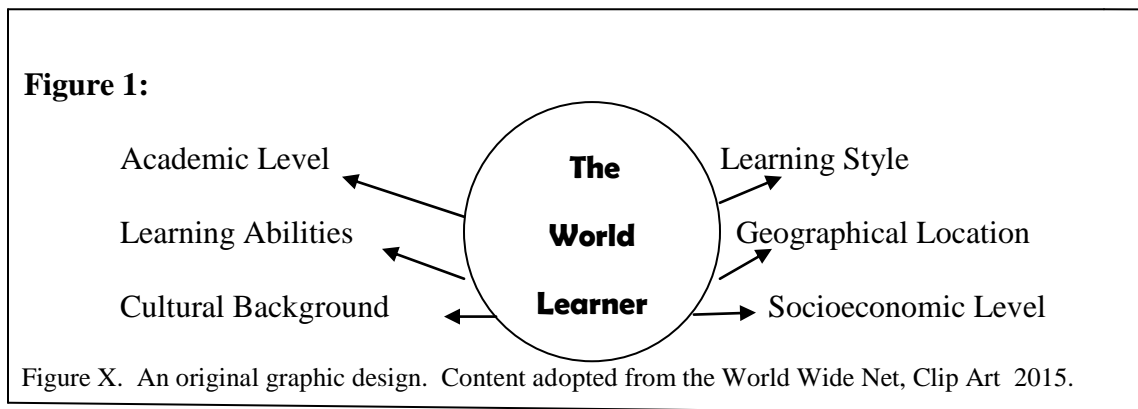 Figure 1:
Academic Level
The
Learning Style
Learning Abilities
World
Geographical Location
Cultural Background
Learner
Socioeconomic Level
Figure X. An original graphic design. Content adopted from the World Wide Net, Clip Art 2015.